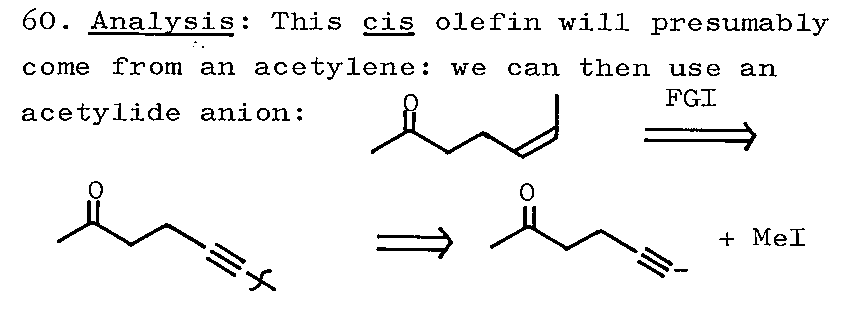 60. Analysis: This cis olefin will presumably
come from an acetylene: we can then use an
acetylide anion:
O
FGI
O
O
+ MeI